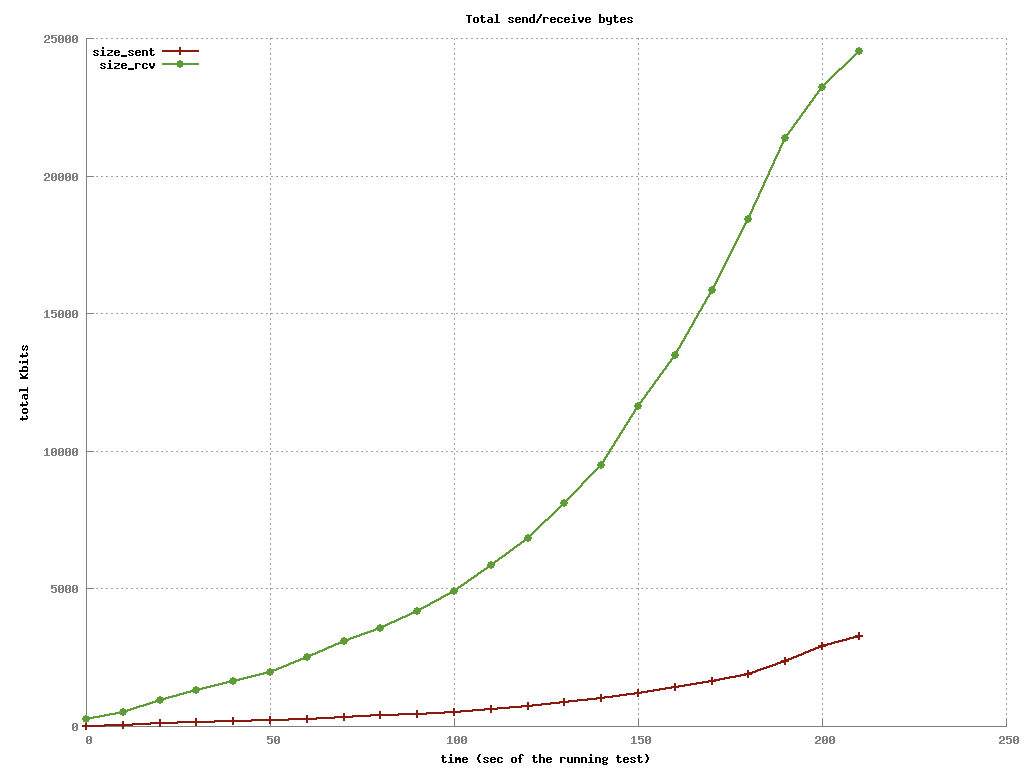 Total send/receive bytes
25000
size_sent
size_rcv
20000
15000
total Kbits
10000
5000
0
0 50 100 150 200 250
time (sec of the running test)